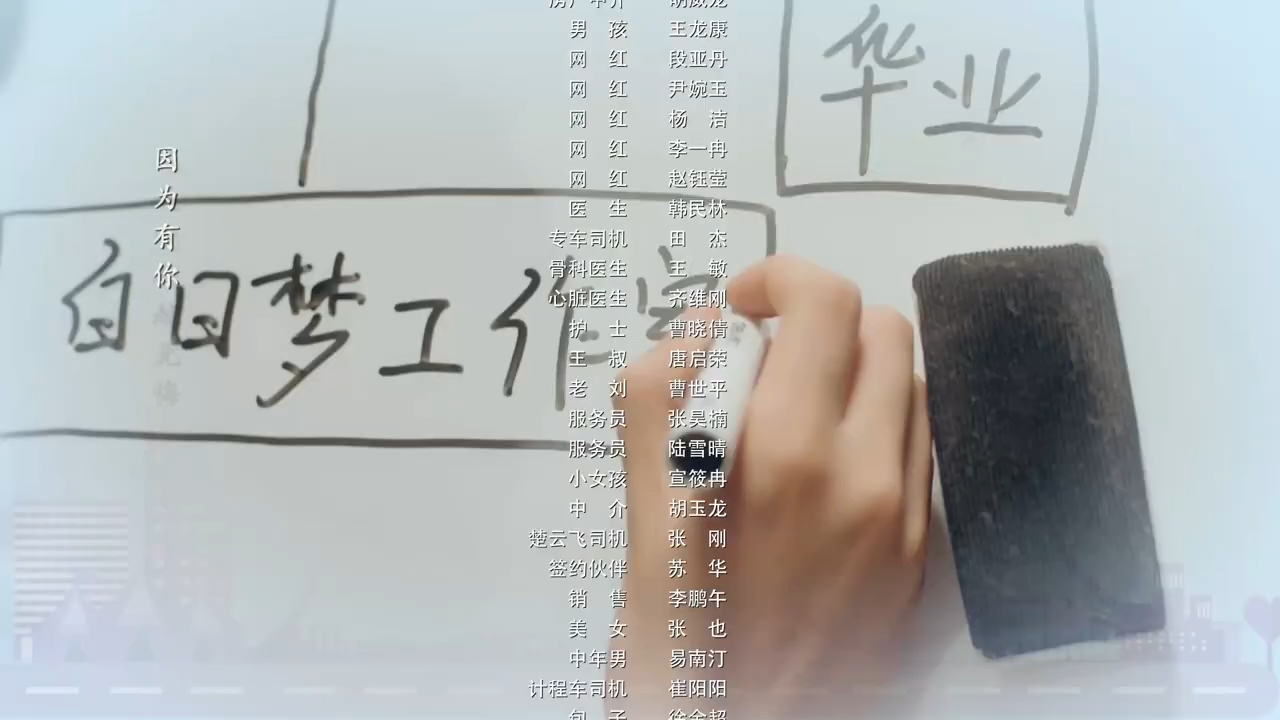 华业
因为有你
白日梦工作室
男孩 王龙康
网红 段亚丹
网红 尹婉玉
网红 杨洁
网红 李一冉
网红 赵钰莹
医生 韩民林
专车司机 田杰
骨科医生 王敏
心脏医生 齐维刚
护士 曹晓倩
王叔 唐启荣
老刘 曹世平
服务员 张昊楠
服务员 陆雪晴
小女孩 宣筱冉
中介 胡玉龙
楚云飞司机 张刚
签约伙伴 苏华
销售 李鹏午
美女 张也
中年男 易南汀
计程车司机 崔阳阳